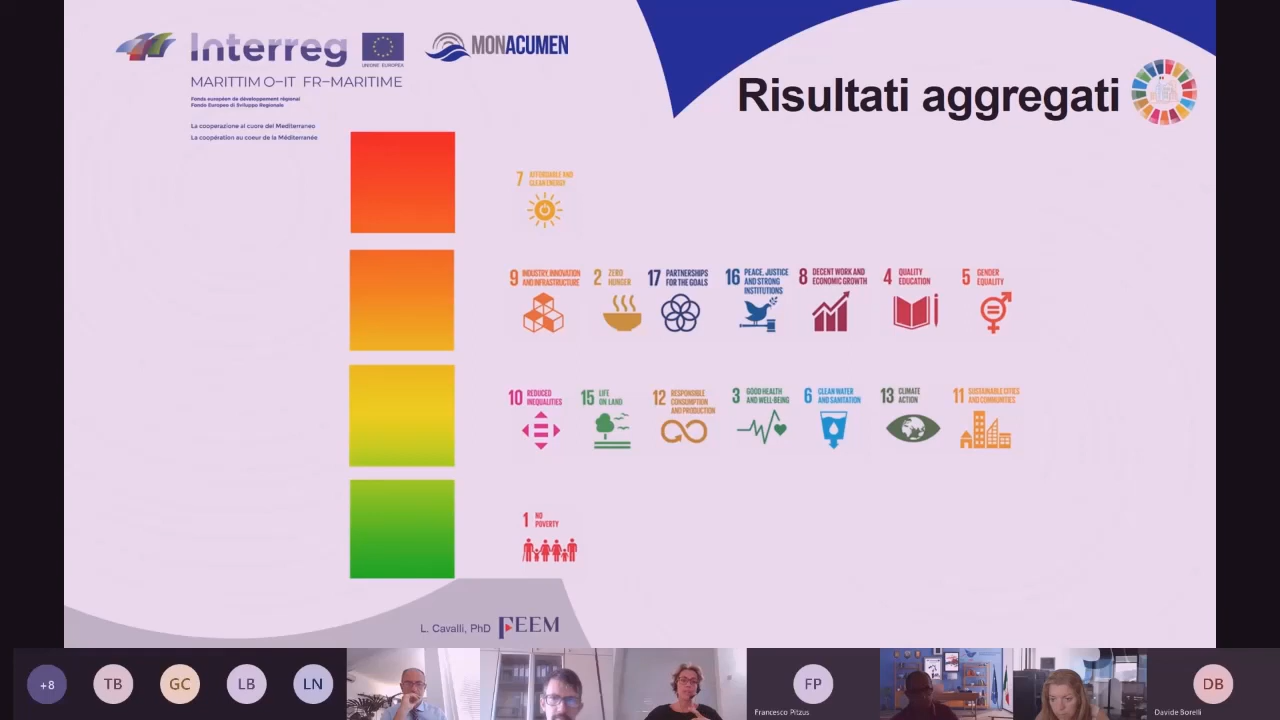 Interreg
UNIONE EUROPEA
MONACUMEN
MARITTIMO-IT FR-MARITIME
Fonds européen de développement régional
Fondo Europeo di Sviluppo Regionale
La cooperazione al cuore del Mediterraneo
La coopération au coeur de la Méditerranée
Risultati aggregati
7 AFFORDABLE AND
CLEAN ENERGY
9 INDUSTRY, INNOVATION
AND INFRASTRUCTURE
2 ZERO
HUNGER
17 PARTNERSHIPS
FOR THE GOALS
16 PEACE, JUSTICE
AND STRONG
INSTITUTIONS
8 DECENT WORK AND
ECONOMIC GROWTH
4 QUALITY
EDUCATION
5 GENDER
EQUALITY
10 REDUCED
INEQUALITIES
15 LIFE
ON LAND
12 RESPONSIBLE
CONSUMPTION
AND PRODUCTION
3 GOOD HEALTH
AND WELL-BEING
6 CLEAN WATER
AND SANITATION
13 CLIMATE
ACTION
11 SUSTAINABLE CITIES
AND COMMUNITIES
1 NO
POVERTY
L. Cavalli, PhD FEEM
+8
TB
GC
LB
LN
FP
Francesco Pitzus
DB
Davide Borelli